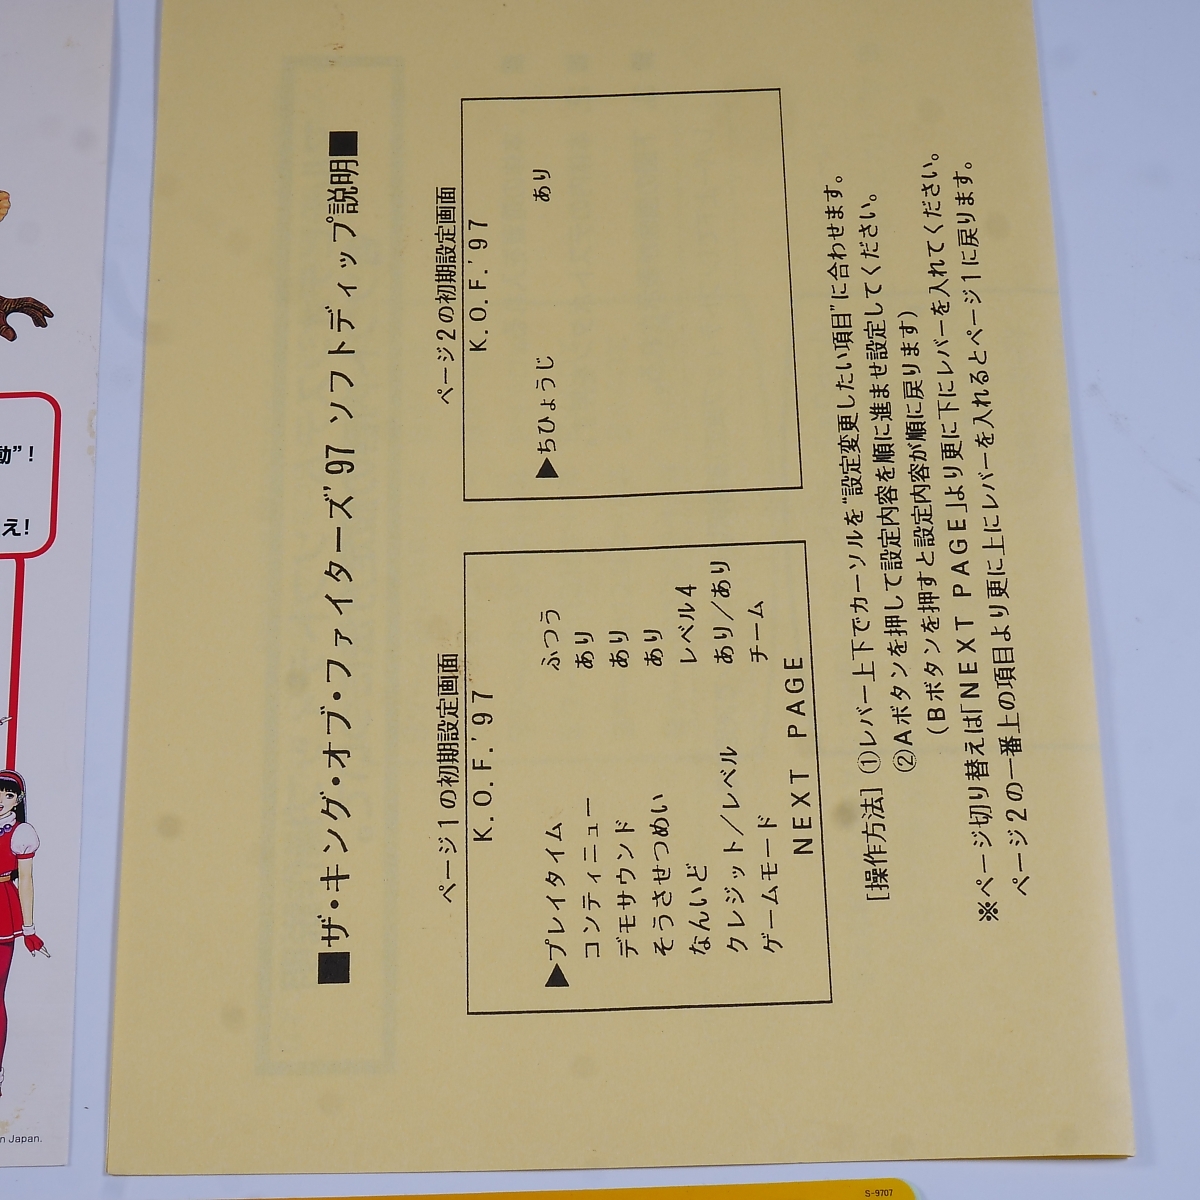 ■ザ・キング・オブ・ファイターズ'97 ソフトディップ説明■
ページ1の初期設定画面
K.O.F.'97
▶プレイタイム ふつう
コンティニュー あり
デモサウンド あり
そうさせつめい あり
なんいど レベル4
クレジット／レベル あり／あり
ゲームモード チーム
NEXT PAGE
ページ2の初期設定画面
K.O.F.'97
▶ちひょうじ あり
[操作方法] ①レバー上下でカーソルを"設定変更したい項目"に合わせます。
②Aボタンを押して設定内容を順に進ませ設定してください。
（Bボタンを押すと設定内容が順に戻ります）
※ページ切り替えは「NEXT PAGE」より更に下にレバーを入れてください。
ページ2の一番上の項目より更に上にレバーを入れるとページ1に戻ります。
動"！
え!
n Japan.
S-9707